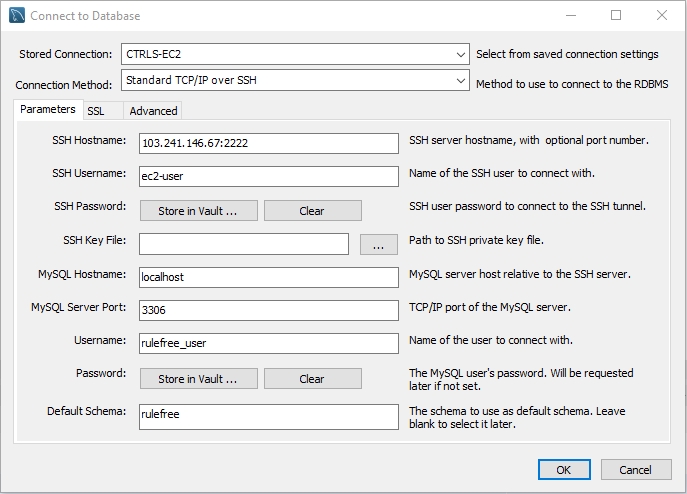 Connect to Database
Stored Connection: CTRLS-EC2 Select from saved connection settings
Connection Method: Standard TCP/IP over SSH Method to use to connect to the RDBMS
Parameters SSL Advanced
SSH Hostname: 103.241.146.67:2222 SSH server hostname, with optional port number.
SSH Username: ec2-user Name of the SSH user to connect with.
SSH Password: Store in Vault ... Clear SSH user password to connect to the SSH tunnel.
SSH Key File: ... Path to SSH private key file.
MySQL Hostname: localhost MySQL server host relative to the SSH server.
MySQL Server Port: 3306 TCP/IP port of the MySQL server.
Username: rulefree_user Name of the user to connect with.
Password: Store in Vault ... Clear The MySQL user's password. Will be requested
later if not set.
Default Schema: rulefree The schema to use as default schema. Leave
blank to select it later.
OK Cancel